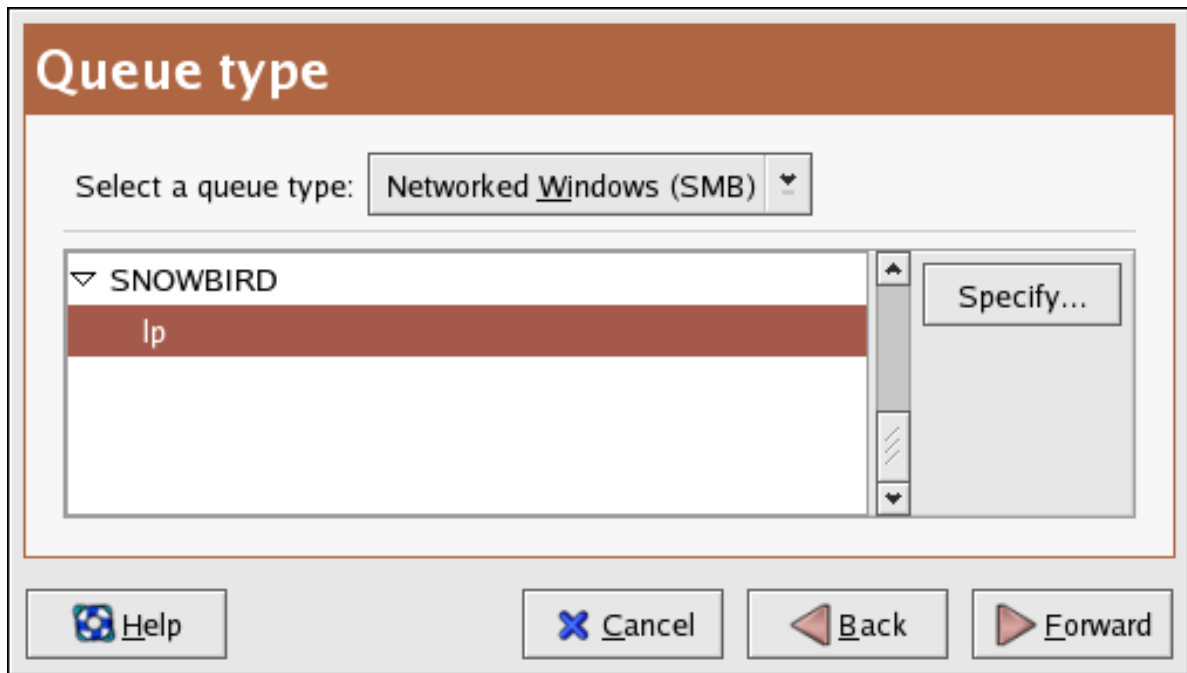 Queue type
Select a queue type: Networked Windows (SMB)
SNOWBIRD
lp
Specify...
Help
Cancel
Back
Forward